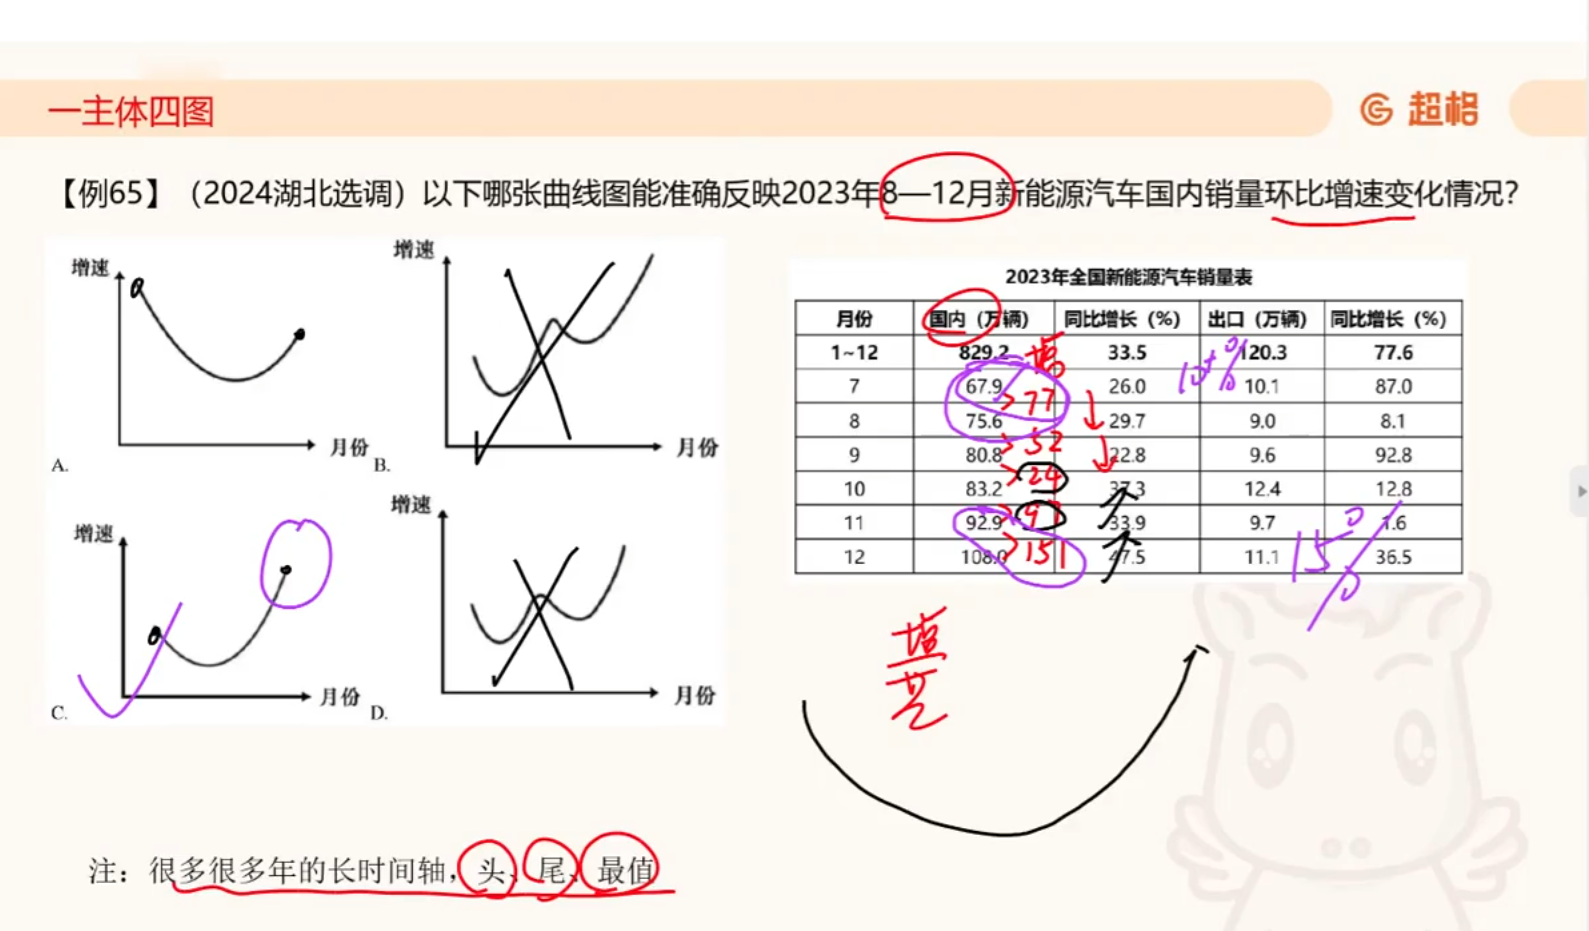 一主体四图
超格
【例65】（2024湖北选调）以下哪张曲线图能准确反映2023年8—12月新能源汽车国内销量环比增速变化情况？
增速
月份
A.
增速
月份
B.
增速
月份
C.
增速
月份
D.
2023年全国新能源汽车销量表
月份 国内（万辆） 同比增长（%） 出口（万辆） 同比增长（%）
1~12 829.2 33.5 120.3 77.6
7 67.9 26.0 10.1 87.0
8 75.6 29.7 9.0 8.1
9 80.8 22.8 9.6 92.8
10 83.2 37.3 12.4 12.8
11 92.9 33.9 9.7 1.6
12 108.0 47.5 11.1 36.5
增
77
52
24
97
151
10+%
15%
增
基
注：很多很多年的长时间轴，头、尾、最值